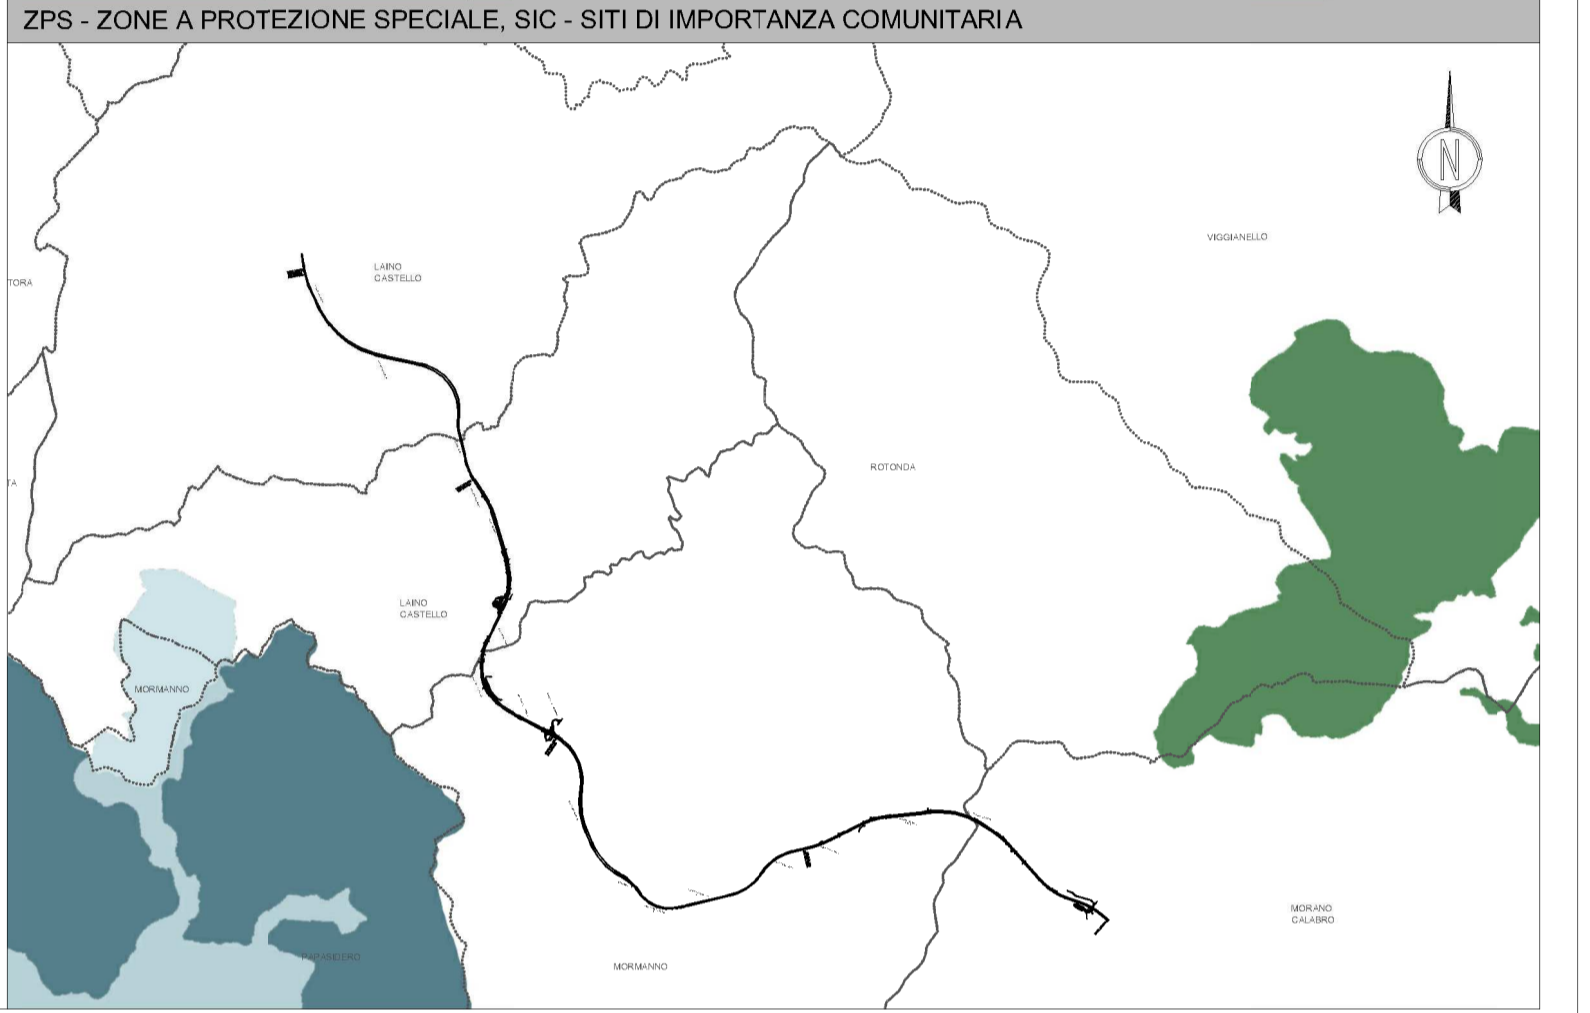 ZPS - ZONE A PROTEZIONE SPECIALE, SIC - SITI DI IMPORTANZA COMUNITARIA
N
VIGGIANELLO
LAINO
CASTELLO
TORA
ROTONDA
TA
LAINO
CASTELLO
MORMANNO
MORANO
CALABRO
PAPASIDERO
MORMANNO